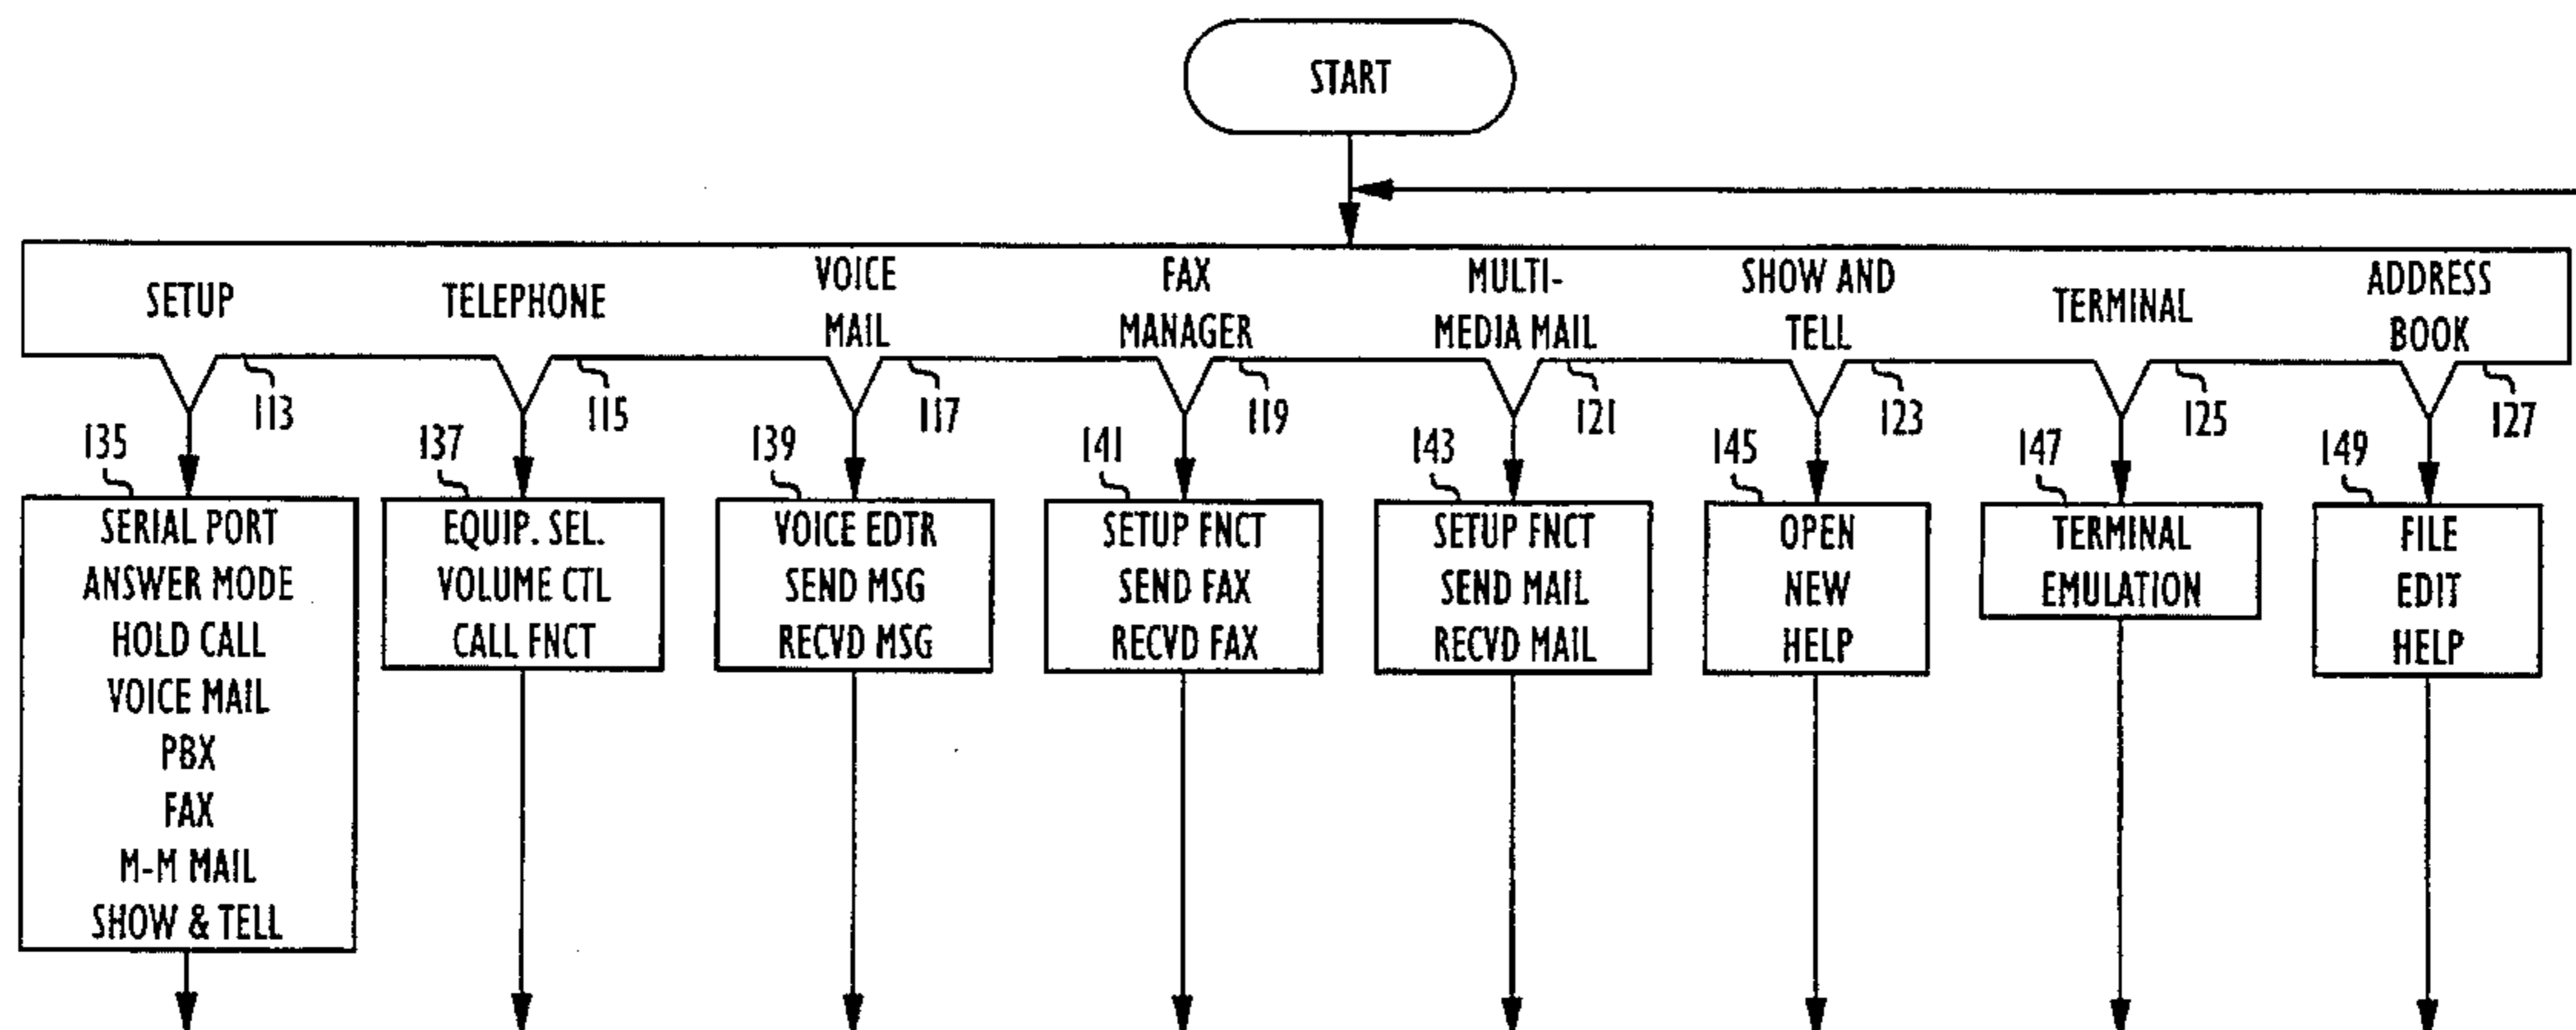 START
SETUP
TELEPHONE
VOICE
MAIL
FAX
MANAGER
MULTI-
MEDIA MAIL
SHOW AND
TELL
TERMINAL
ADDRESS
BOOK
113
115
117
119
121
123
125
127
135
SERIAL PORT
ANSWER MODE
HOLD CALL
VOICE MAIL
PBX
FAX
M-M MAIL
SHOW & TELL
137
EQUIP. SEL.
VOLUME CTL
CALL FNCT
139
VOICE EDTR
SEND MSG
RECVD MSG
141
SETUP FNCT
SEND FAX
RECVD FAX
143
SETUP FNCT
SEND MAIL
RECVD MAIL
145
OPEN
NEW
HELP
147
TERMINAL
EMULATION
149
FILE
EDIT
HELP